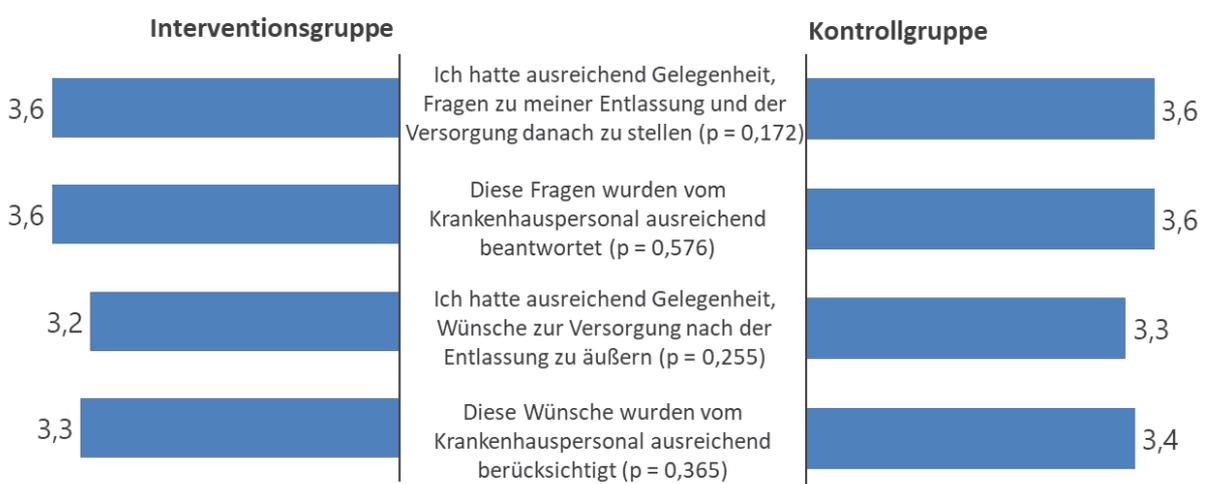 Interventionsgruppe
Kontrollgruppe
3,6
Ich hatte ausreichend Gelegenheit,
Fragen zu meiner Entlassung und der
Versorgung danach zu stellen (p = 0,172)
3,6
3,6
Diese Fragen wurden vom
Krankenhauspersonal ausreichend
beantwortet (p = 0,576)
3,6
3,2
Ich hatte ausreichend Gelegenheit,
Wünsche zur Versorgung nach der
Entlassung zu äußern (p = 0,255)
3,3
3,3
Diese Wünsche wurden vom
Krankenhauspersonal ausreichend
berücksichtigt (p = 0,365)
3,4